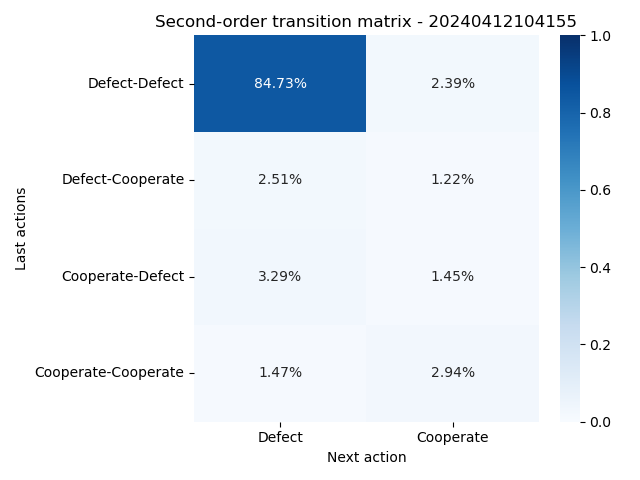 Second-order transition matrix - 20240412104155
Last actions
Defect-Defect 84.73% 2.39%
Defect-Cooperate 2.51% 1.22%
Cooperate-Defect 3.29% 1.45%
Cooperate-Cooperate 1.47% 2.94%
Defect Cooperate
Next action
1.0
0.8
0.6
0.4
0.2
0.0